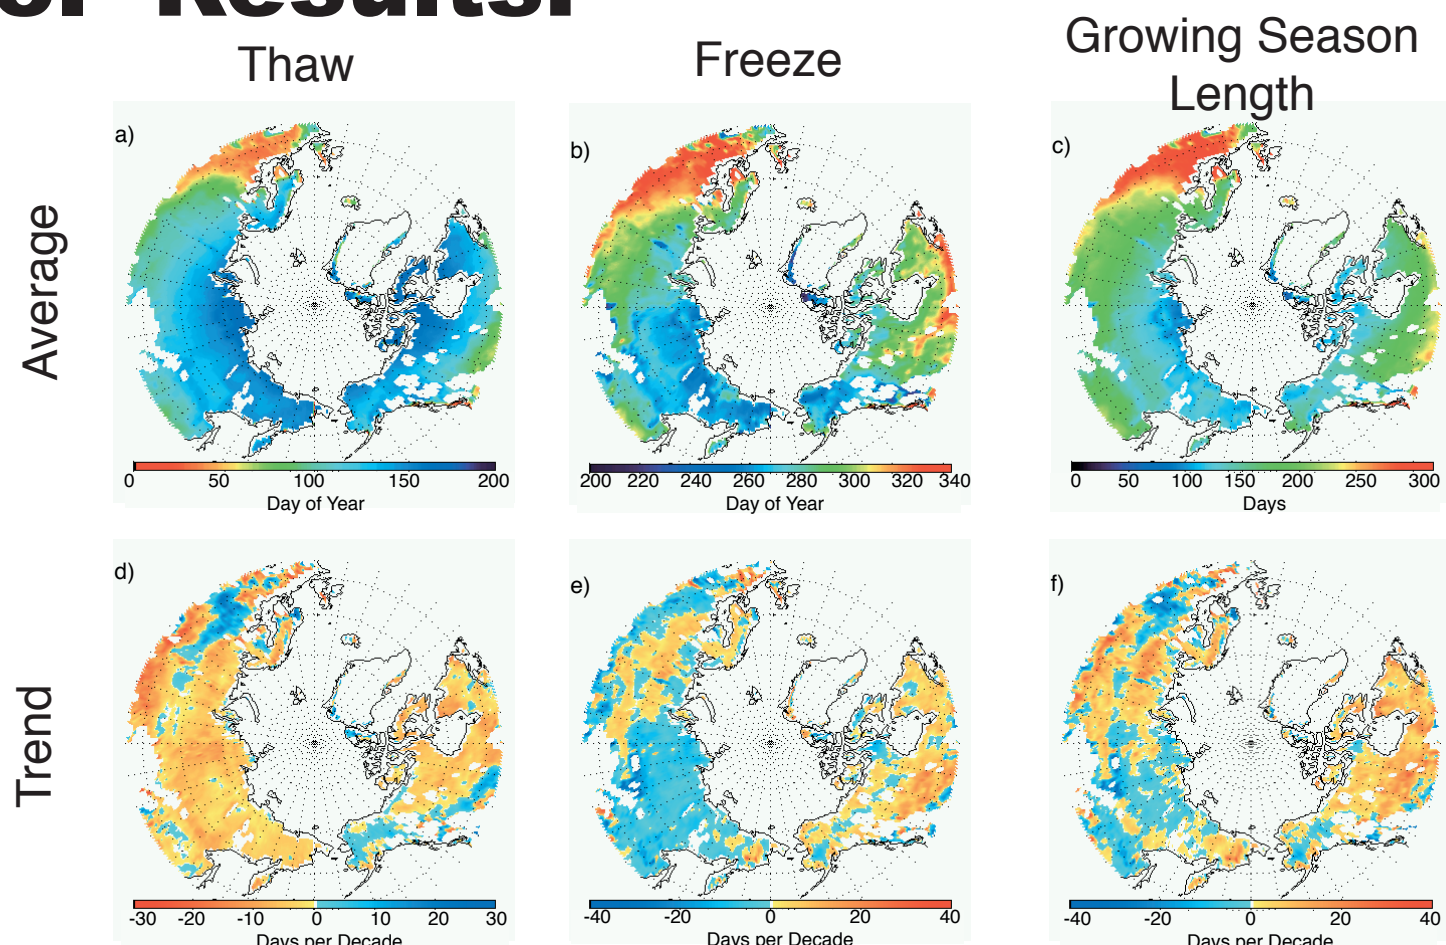 Results.
Thaw
Freeze
Growing Season
Length
Average
a)
b)
c)
0 50 100 150 200
Day of Year
200 220 240 260 280 300 320 340
Day of Year
0 50 100 150 200 250 300
Days
Trend
d)
e)
f)
-30 -20 -10 0 10 20 30
Days per Decade
-40 -20 0 20 40
Days per Decade
-40 -20 0 20 40
Days per Decade